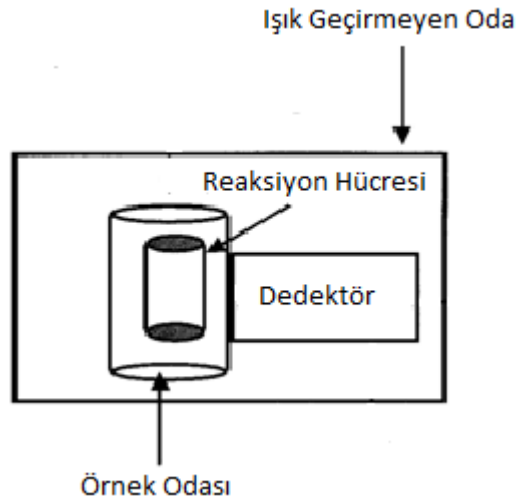 Işık Geçirmeyen Oda
Reaksiyon Hücresi
Dedektör
Örnek Odası